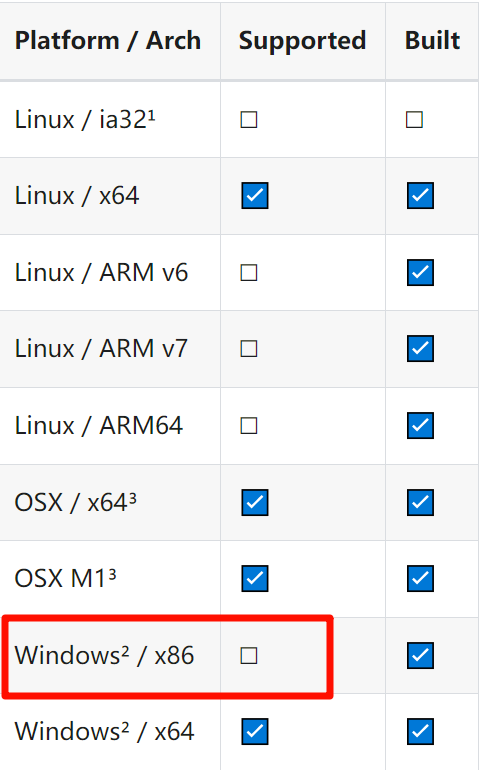 Platform / Arch Supported Built
Linux / ia32¹ ☐ ☐
Linux / x64 ☑ ☑
Linux / ARM v6 ☐ ☑
Linux / ARM v7 ☐ ☑
Linux / ARM64 ☐ ☑
OSX / x64³ ☑ ☑
OSX M1³ ☑ ☑
Windows² / x86 ☐ ☑
Windows² / x64 ☑ ☑